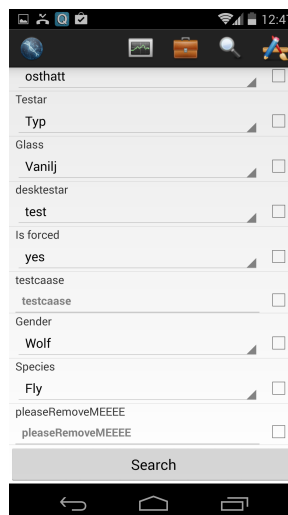 12:47
osthatt
Testar
Typ
Glass
Vanilj
desktestar
test
Is forced
yes
testcaase
testcaase
Gender
Wolf
Species
Fly
pleaseRemoveMEEEE
pleaseRemoveMEEEE
Search